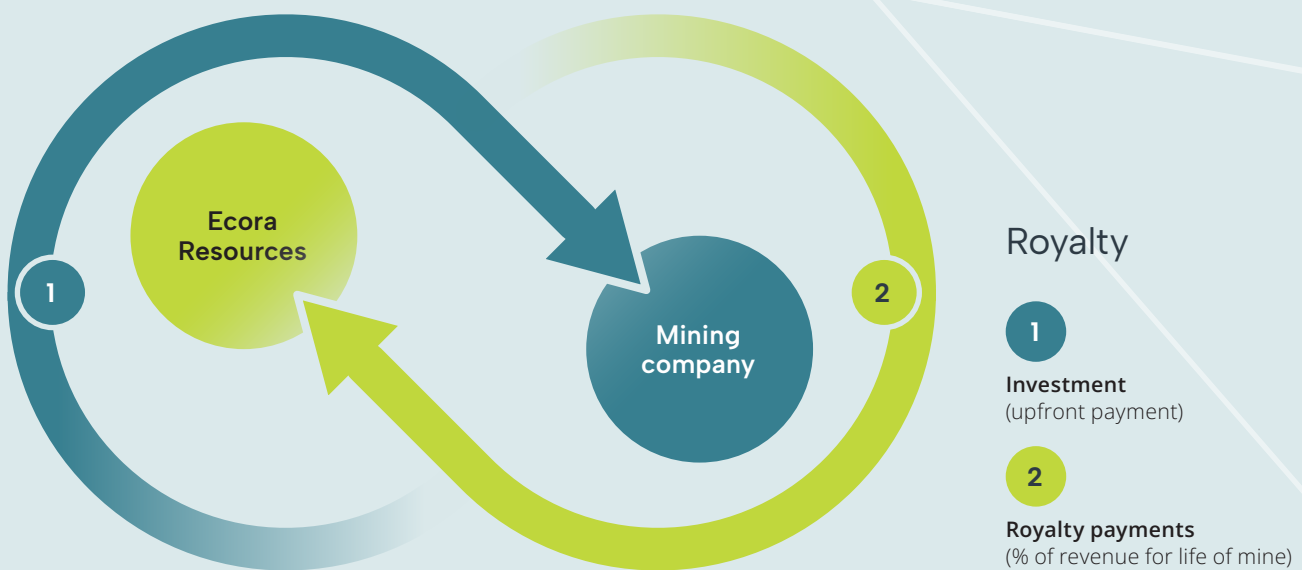 Ecora
Resources
1
Mining
company
2
Royalty
1
Investment
(upfront payment)
2
Royalty payments
(% of revenue for life of mine)